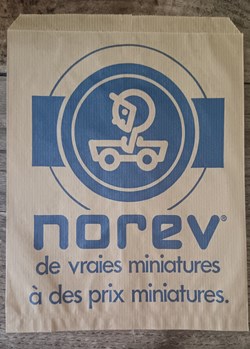 norev®
de vraies miniatures
à des prix miniatures.